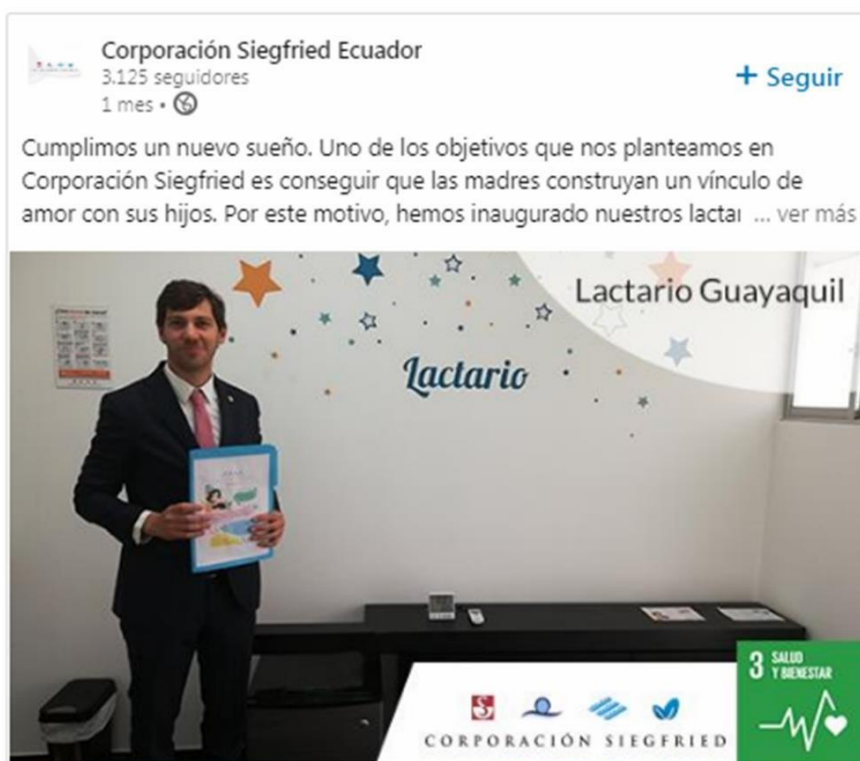 Corporación Siegfried Ecuador
3.125 seguidores
1 mes •
+ Seguir
Cumplimos un nuevo sueño. Uno de los objetivos que nos planteamos en
Corporación Siegfried es conseguir que las madres construyan un vínculo de
amor con sus hijos. Por este motivo, hemos inaugurado nuestros lactar ... ver más
Lactario Guayaquil
Lactario
3 SALUD
Y BIENESTAR
CORPORACIÓN SIEGFRIED